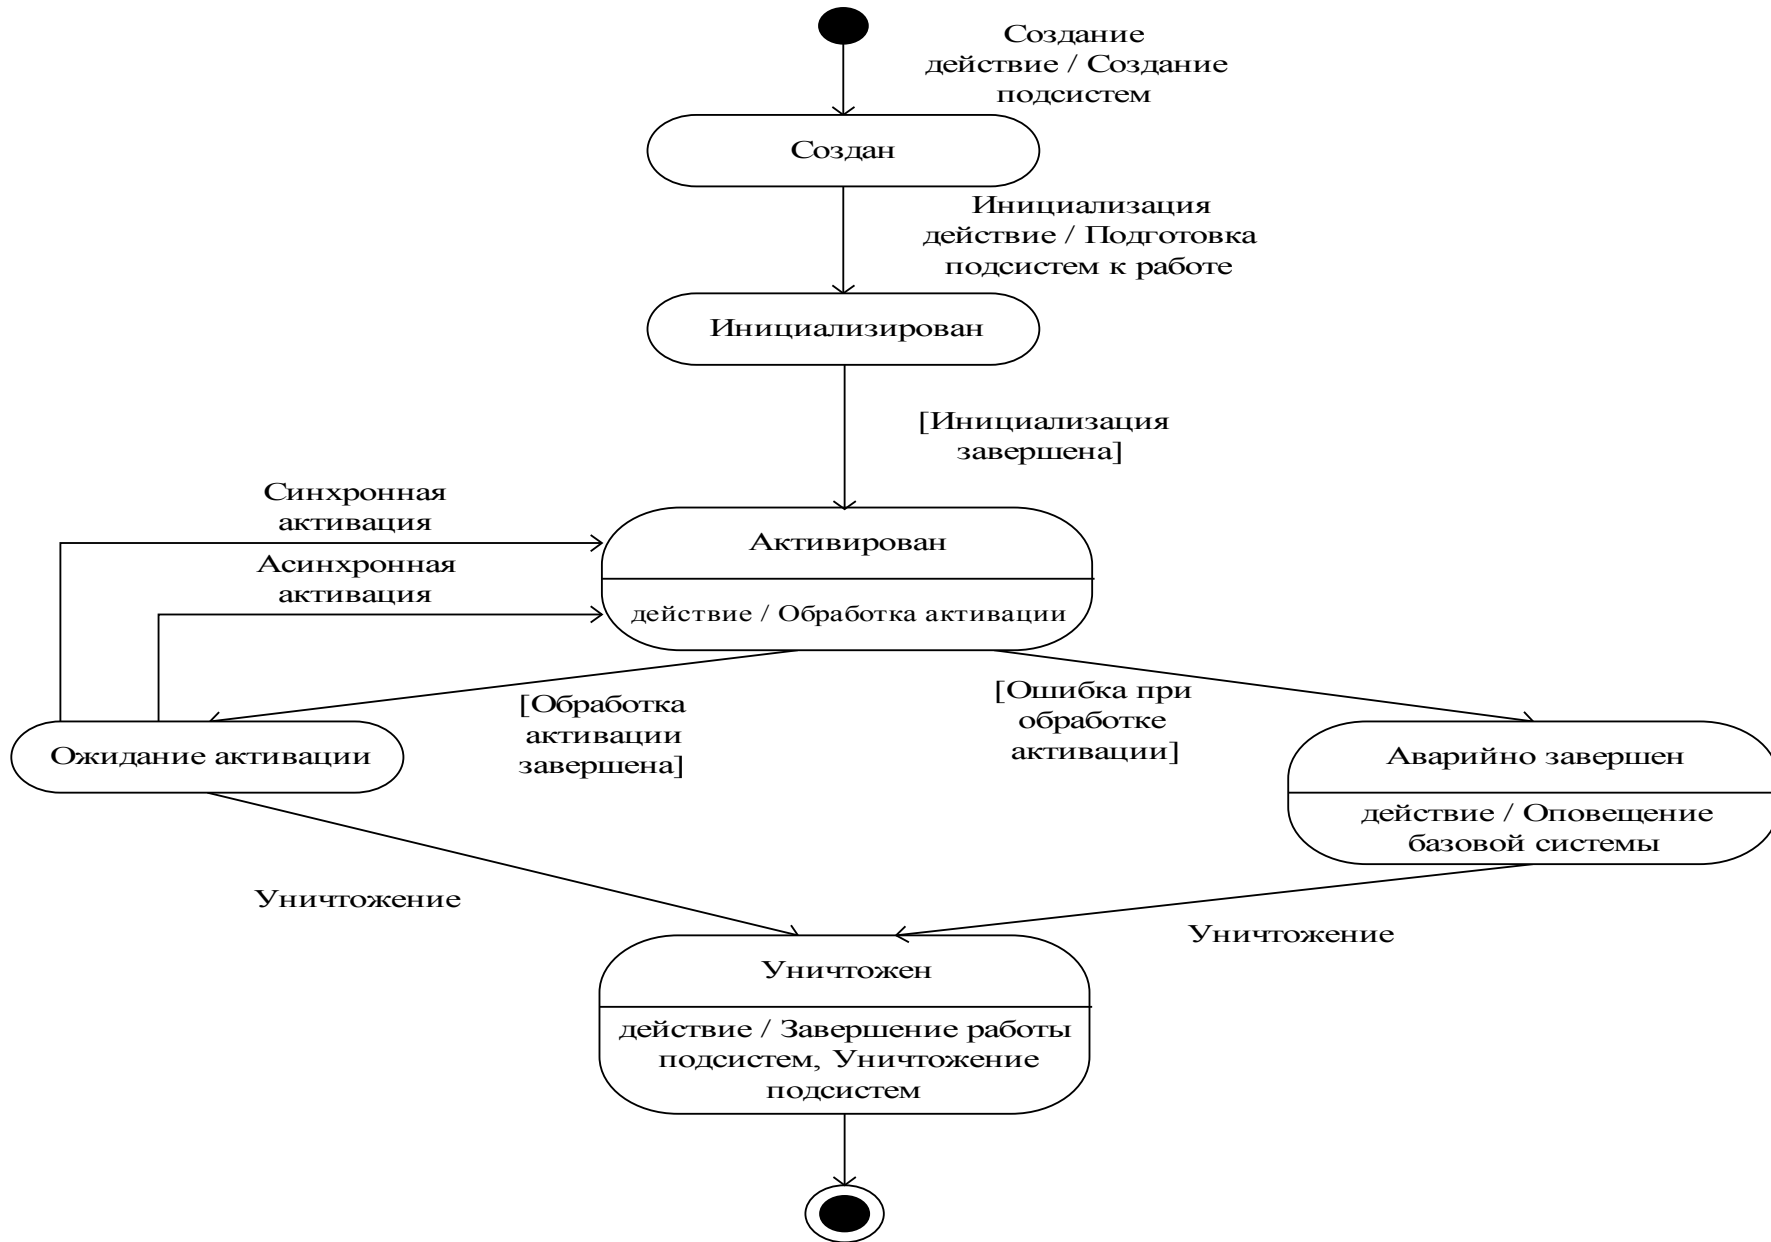 Создание
действие / Создание
подсистем
Создан
Инициализация
действие / Подготовка
подсистем к работе
Инициализирован
[Инициализация
завершена]
Синхронная
активация
Активирован
Асинхронная
активация
действие / Обработка активации
[Обработка
активации
завершена]
[Ошибка при
обработке
активации]
Ожидание активации
Аварийно завершен
действие / Оповещение
базовой системы
Уничтожение
Уничтожение
Уничтожен
действие / Завершение работы
подсистем, Уничтожение
подсистем